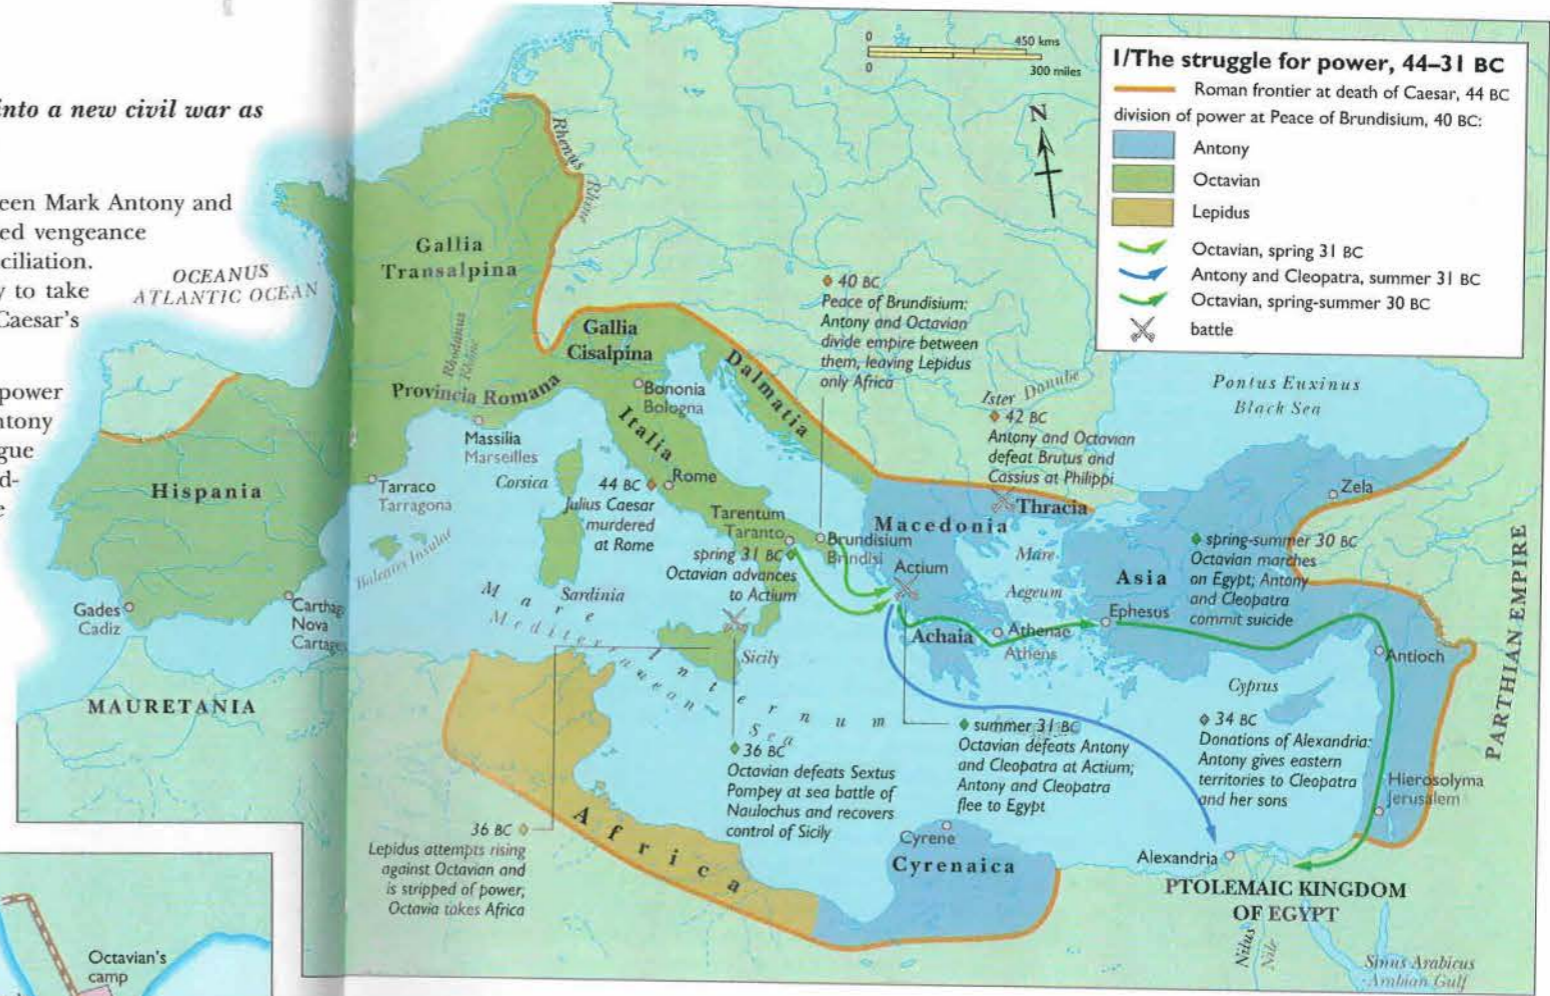 into a new civil war as
een Mark Antony and
ed vengeance
ciliation.
y to take
Caesar's
power
ntony
gue
d-
e
OCEANUS
ATLANTIC OCEAN
0 450 kms
0 300 miles
N
I/The struggle for power, 44–31 BC
Roman frontier at death of Caesar, 44 BC
division of power at Peace of Brundisium, 40 BC:
Antony
Octavian
Lepidus
Octavian, spring 31 BC
Antony and Cleopatra, summer 31 BC
Octavian, spring-summer 30 BC
battle
Rhenus
Rhine
Gallia
Transalpina
Rhodanus
Rhône
Gallia
Cisalpina
Provincia Romana
Bononia
Bologna
Italia
Dalmatia
Massilia
Marseilles
Corsica
Hispania
Tarraco
Tarragona
Baleares Insulae
Gades
Cadiz
Carthag
Nova
Cartage
MAURETANIA
40 BC
Peace of Brundisium:
Antony and Octavian
divide empire between
them, leaving Lepidus
only Africa
Ister Danube
42 BC
Antony and Octavian
defeat Brutus and
Cassius at Philippi
Pontus Euxinus
Black Sea
44 BC
Julius Caesar
murdered
at Rome
Rome
Tarentum
Taranto
Brundisium
Brindisi
spring 31 BC
Octavian advances
to Actium
Sardinia
Macedonia
Thracia
Actium
Mare
Aegeum
Asia
Zela
spring-summer 30 BC
Octavian marches
on Egypt; Antony
and Cleopatra
commit suicide
Ephesus
Achaia
Athenae
Athens
Antioch
PARTHIAN EMPIRE
Mare Internum
Mediterranean Sea
Sicily
Cyprus
36 BC
Octavian defeats Sextus
Pompey at sea battle of
Naulochus and recovers
control of Sicily
summer 31 BC
Octavian defeats Antony
and Cleopatra at Actium;
Antony and Cleopatra
flee to Egypt
34 BC
Donations of Alexandria:
Antony gives eastern
territories to Cleopatra
and her sons
Hierosolyma
Jerusalem
36 BC
Lepidus attempts rising
against Octavian and
is stripped of power;
Octavia takes Africa
Africa
Cyrene
Cyrenaica
Alexandria
PTOLEMAIC KINGDOM
OF EGYPT
Nilus
Nile
Sinus Arabicus
Arabian Gulf
Octavian's
camp